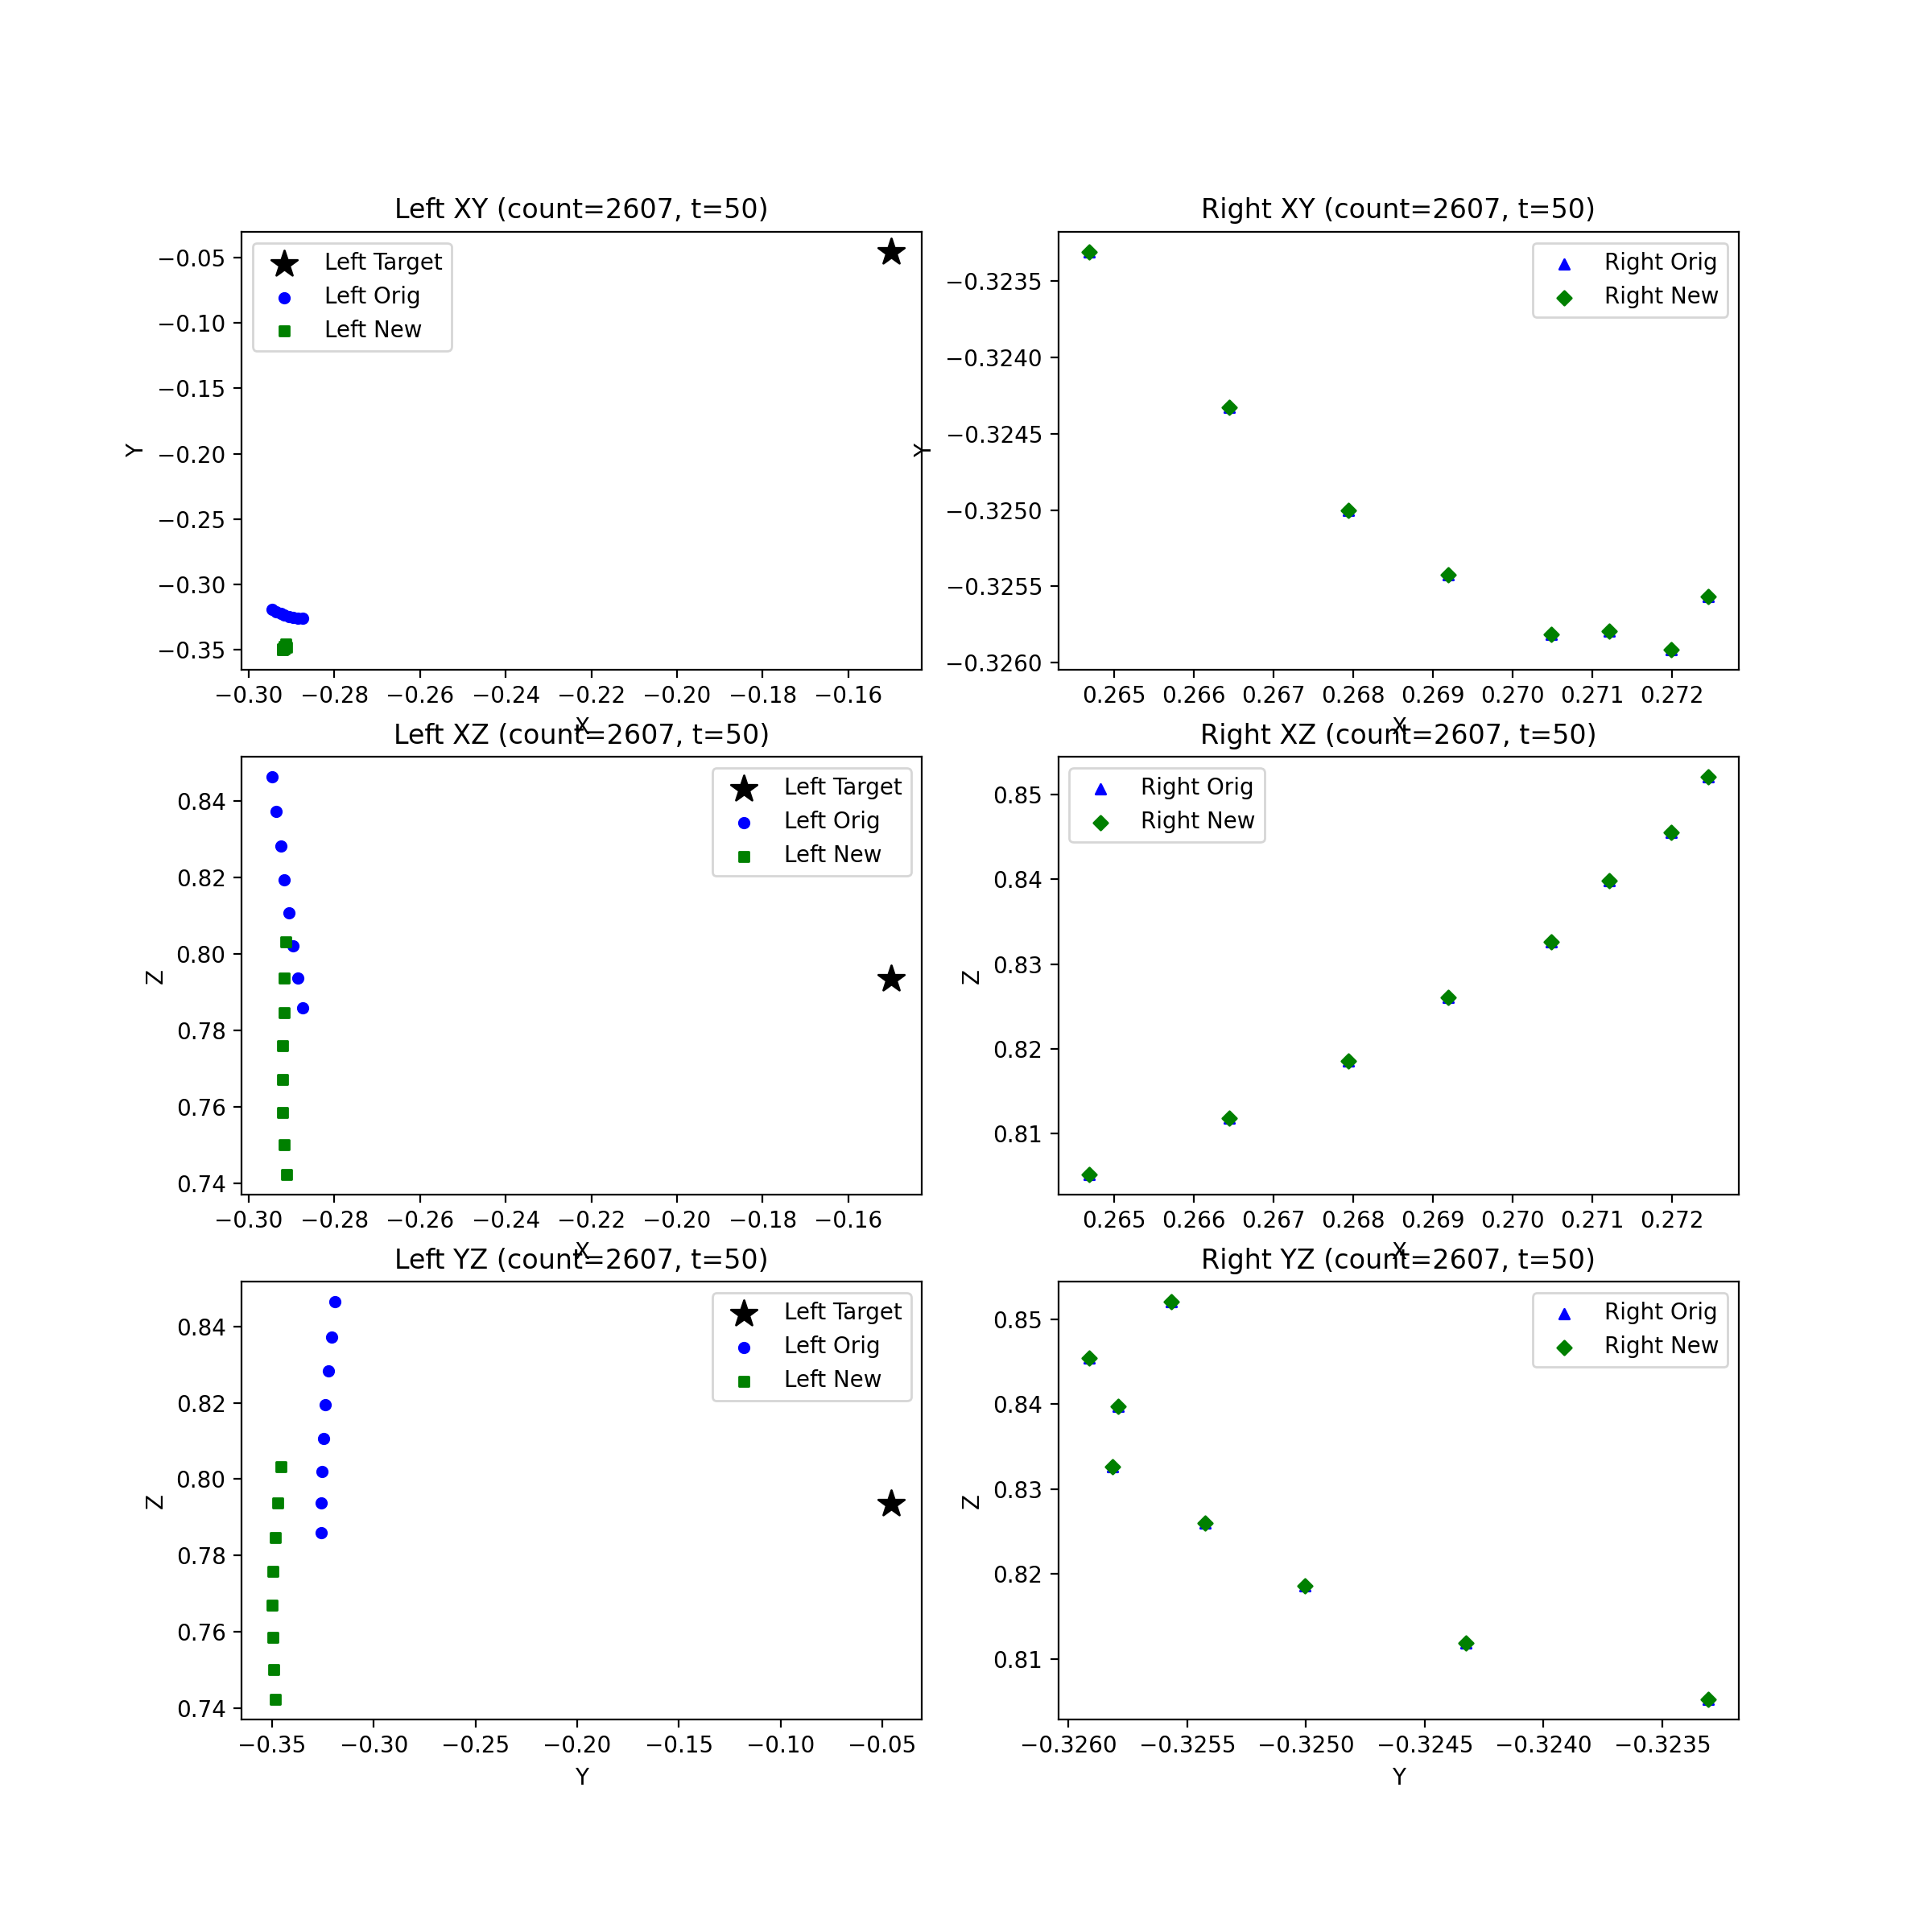 Left XY (count=2607, t=50)
Left Target
Left Orig
Left New
Y
−0.05
−0.10
−0.15
−0.20
−0.25
−0.30
−0.35
−0.30 −0.28 −0.26 −0.24 −0.22 −0.20 −0.18 −0.16
X
Right XY (count=2607, t=50)
Right Orig
Right New
Y
−0.3235
−0.3240
−0.3245
−0.3250
−0.3255
−0.3260
0.265 0.266 0.267 0.268 0.269 0.270 0.271 0.272
X
Left XZ (count=2607, t=50)
Left Target
Left Orig
Left New
Z
0.84
0.82
0.80
0.78
0.76
0.74
−0.30 −0.28 −0.26 −0.24 −0.22 −0.20 −0.18 −0.16
X
Right XZ (count=2607, t=50)
Right Orig
Right New
Z
0.85
0.84
0.83
0.82
0.81
0.265 0.266 0.267 0.268 0.269 0.270 0.271 0.272
X
Left YZ (count=2607, t=50)
Left Target
Left Orig
Left New
Z
0.84
0.82
0.80
0.78
0.76
0.74
−0.35 −0.30 −0.25 −0.20 −0.15 −0.10 −0.05
Y
Right YZ (count=2607, t=50)
Right Orig
Right New
Z
0.85
0.84
0.83
0.82
0.81
−0.3260 −0.3255 −0.3250 −0.3245 −0.3240 −0.3235
Y